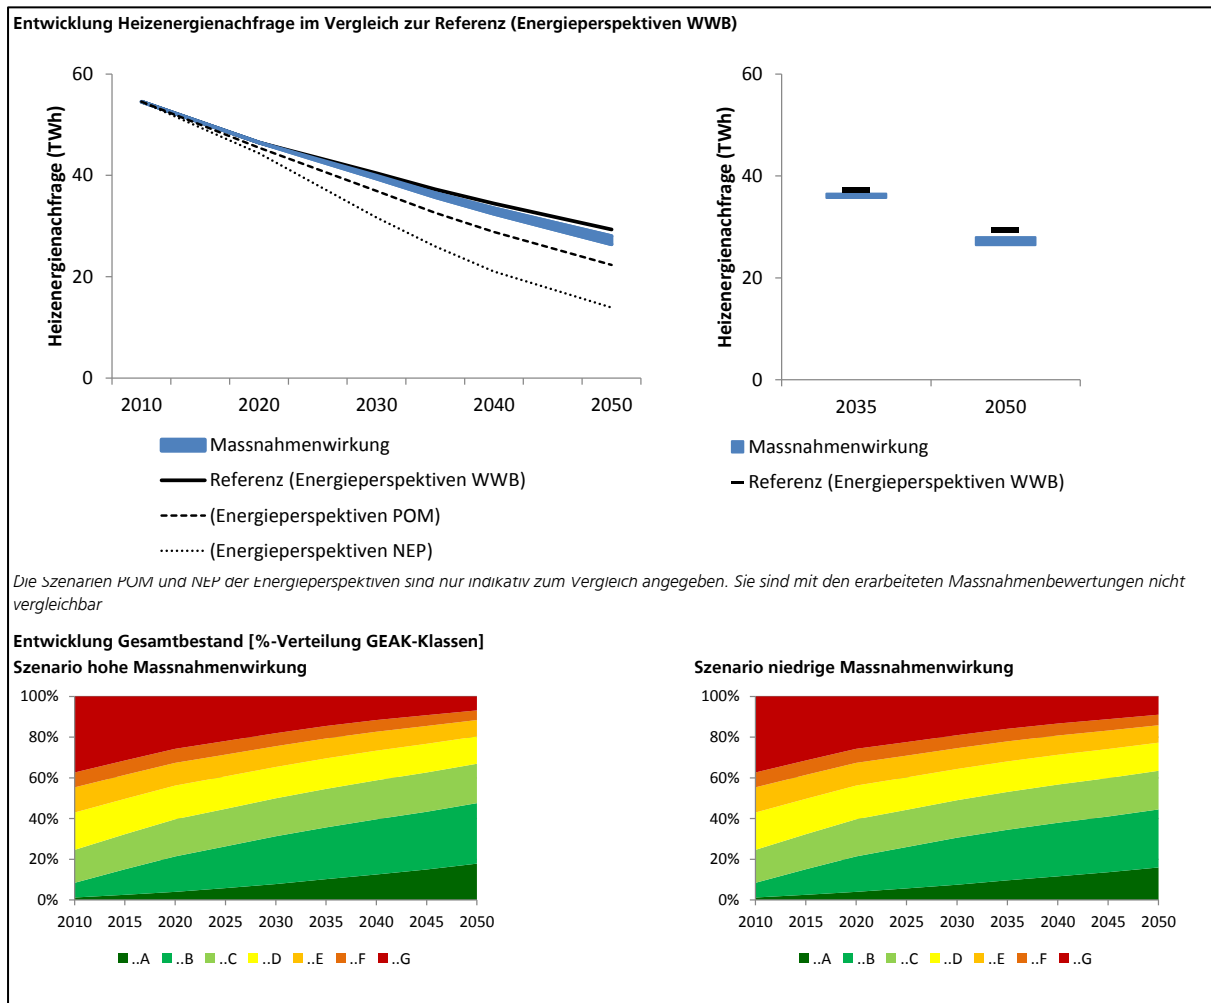 Entwicklung Heizenergienachfrage im Vergleich zur Referenz (Energieperspektiven WWB)
Heizenergienachfrage (TWh)
60
40
20
0
2010 2020 2030 2040 2050
Massnahmenwirkung
Referenz (Energieperspektiven WWB)
(Energieperspektiven POM)
(Energieperspektiven NEP)
Heizenergienachfrage (TWh)
60
40
20
0
2035 2050
Massnahmenwirkung
Referenz (Energieperspektiven WWB)
Die Szenarien POM und NEP der Energieperspektiven sind nur indikativ zum Vergleich angegeben. Sie sind mit den erarbeiteten Massnahmenbewertungen nicht
vergleichbar
Entwicklung Gesamtbestand [%-Verteilung GEAK-Klassen]
Szenario hohe Massnahmenwirkung
100%
80%
60%
40%
20%
0%
2010 2015 2020 2025 2030 2035 2040 2045 2050
..A ..B ..C ..D ..E ..F ..G
Szenario niedrige Massnahmenwirkung
100%
80%
60%
40%
20%
0%
2010 2015 2020 2025 2030 2035 2040 2045 2050
..A ..B ..C ..D ..E ..F ..G